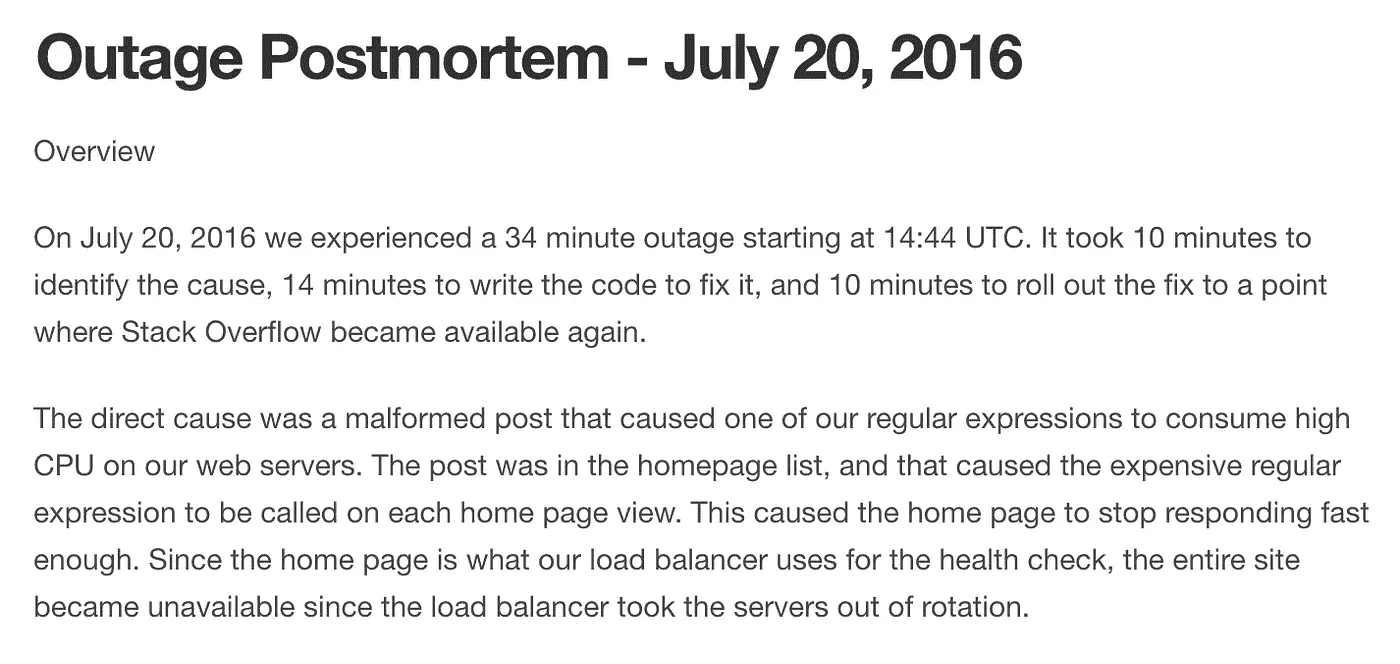 Outage Postmortem - July 20, 2016
Overview
On July 20, 2016 we experienced a 34 minute outage starting at 14:44 UTC. It took 10 minutes to
identify the cause, 14 minutes to write the code to fix it, and 10 minutes to roll out the fix to a point
where Stack Overflow became available again.
The direct cause was a malformed post that caused one of our regular expressions to consume high
CPU on our web servers. The post was in the homepage list, and that caused the expensive regular
expression to be called on each home page view. This caused the home page to stop responding fast
enough. Since the home page is what our load balancer uses for the health check, the entire site
became unavailable since the load balancer took the servers out of rotation.